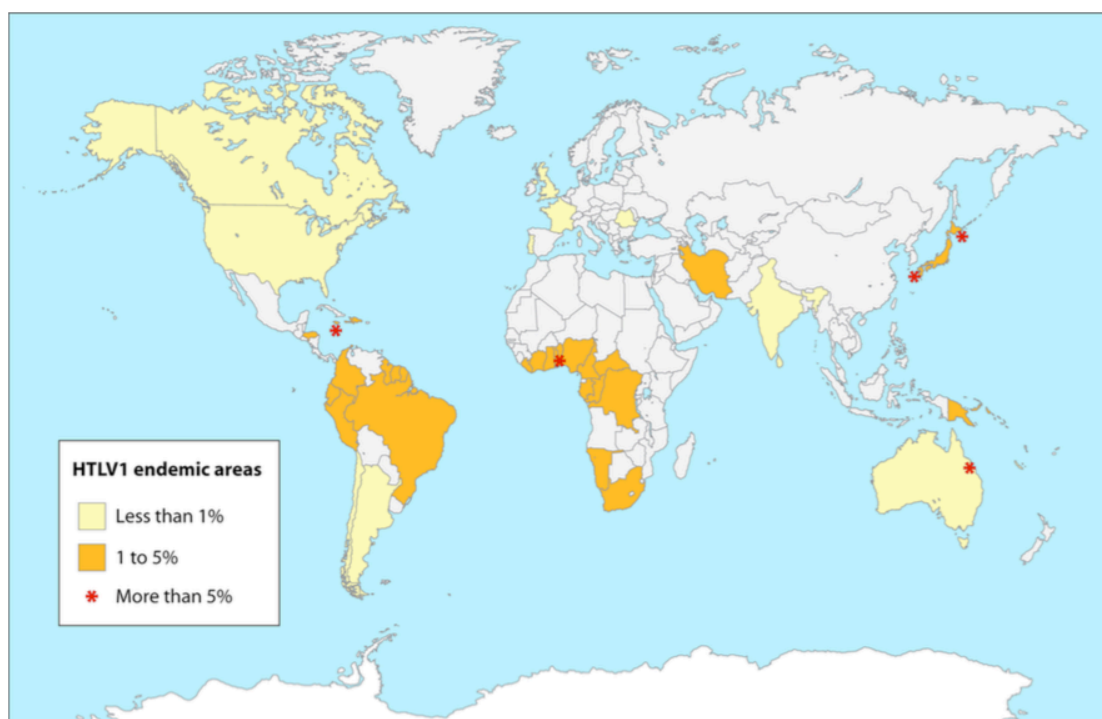 HTLV1 endemic areas
Less than 1%
1 to 5%
More than 5%